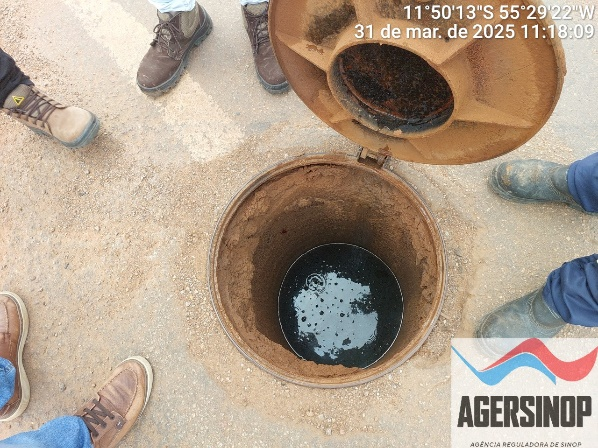 11°50'13"S 55°29'22"W
31 de mar. de 2025 11:18:09
AGERSINOP
AGÊNCIA REGULADORA DE SINOP